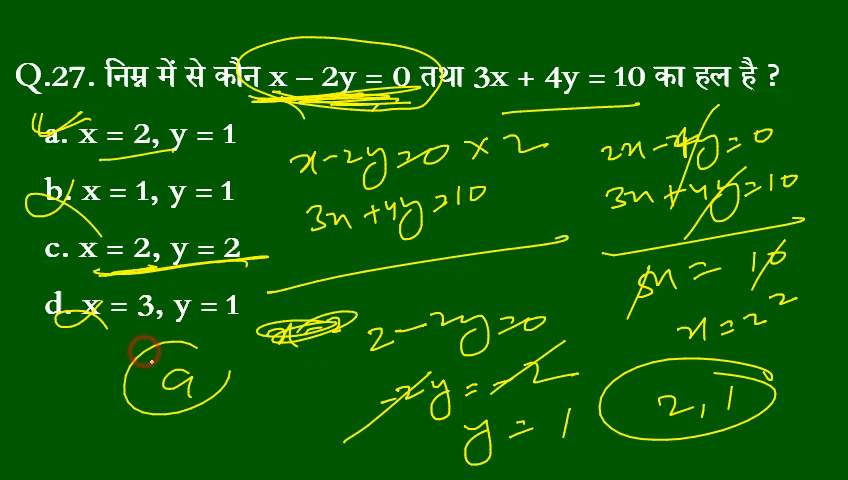 Q.27. निम्न में से कौन x – 2y = 0 तथा 3x + 4y = 10 का हल है ?
a. x = 2, y = 1
b. x = 1, y = 1
c. x = 2, y = 2
d. x = 3, y = 1
x-2y=0 × 2
3x+4y=10
2x-4y=0
3x+4y=10
5x = 10
x = 2
2-2y=0
-2y=-2
y = 1
2, 1
a